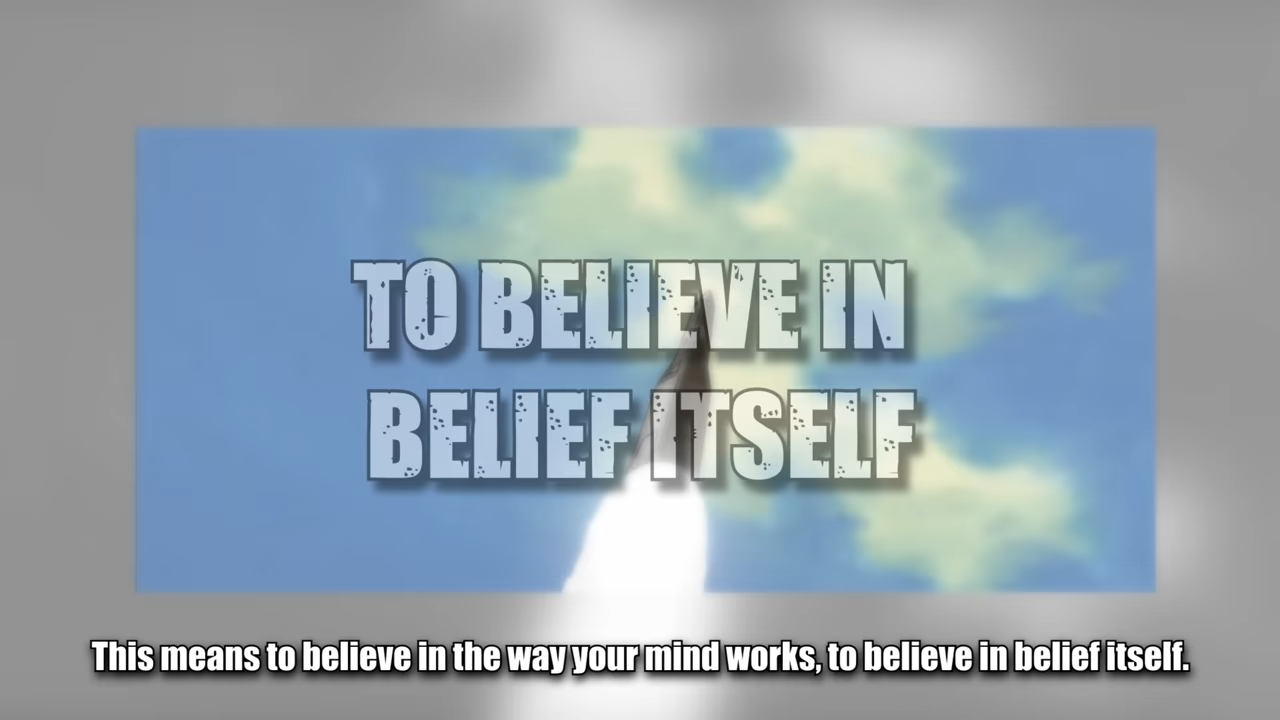 TO BELIEVE IN
BELIEF ITSELF
This means to believe in the way your mind works, to believe in belief itself.